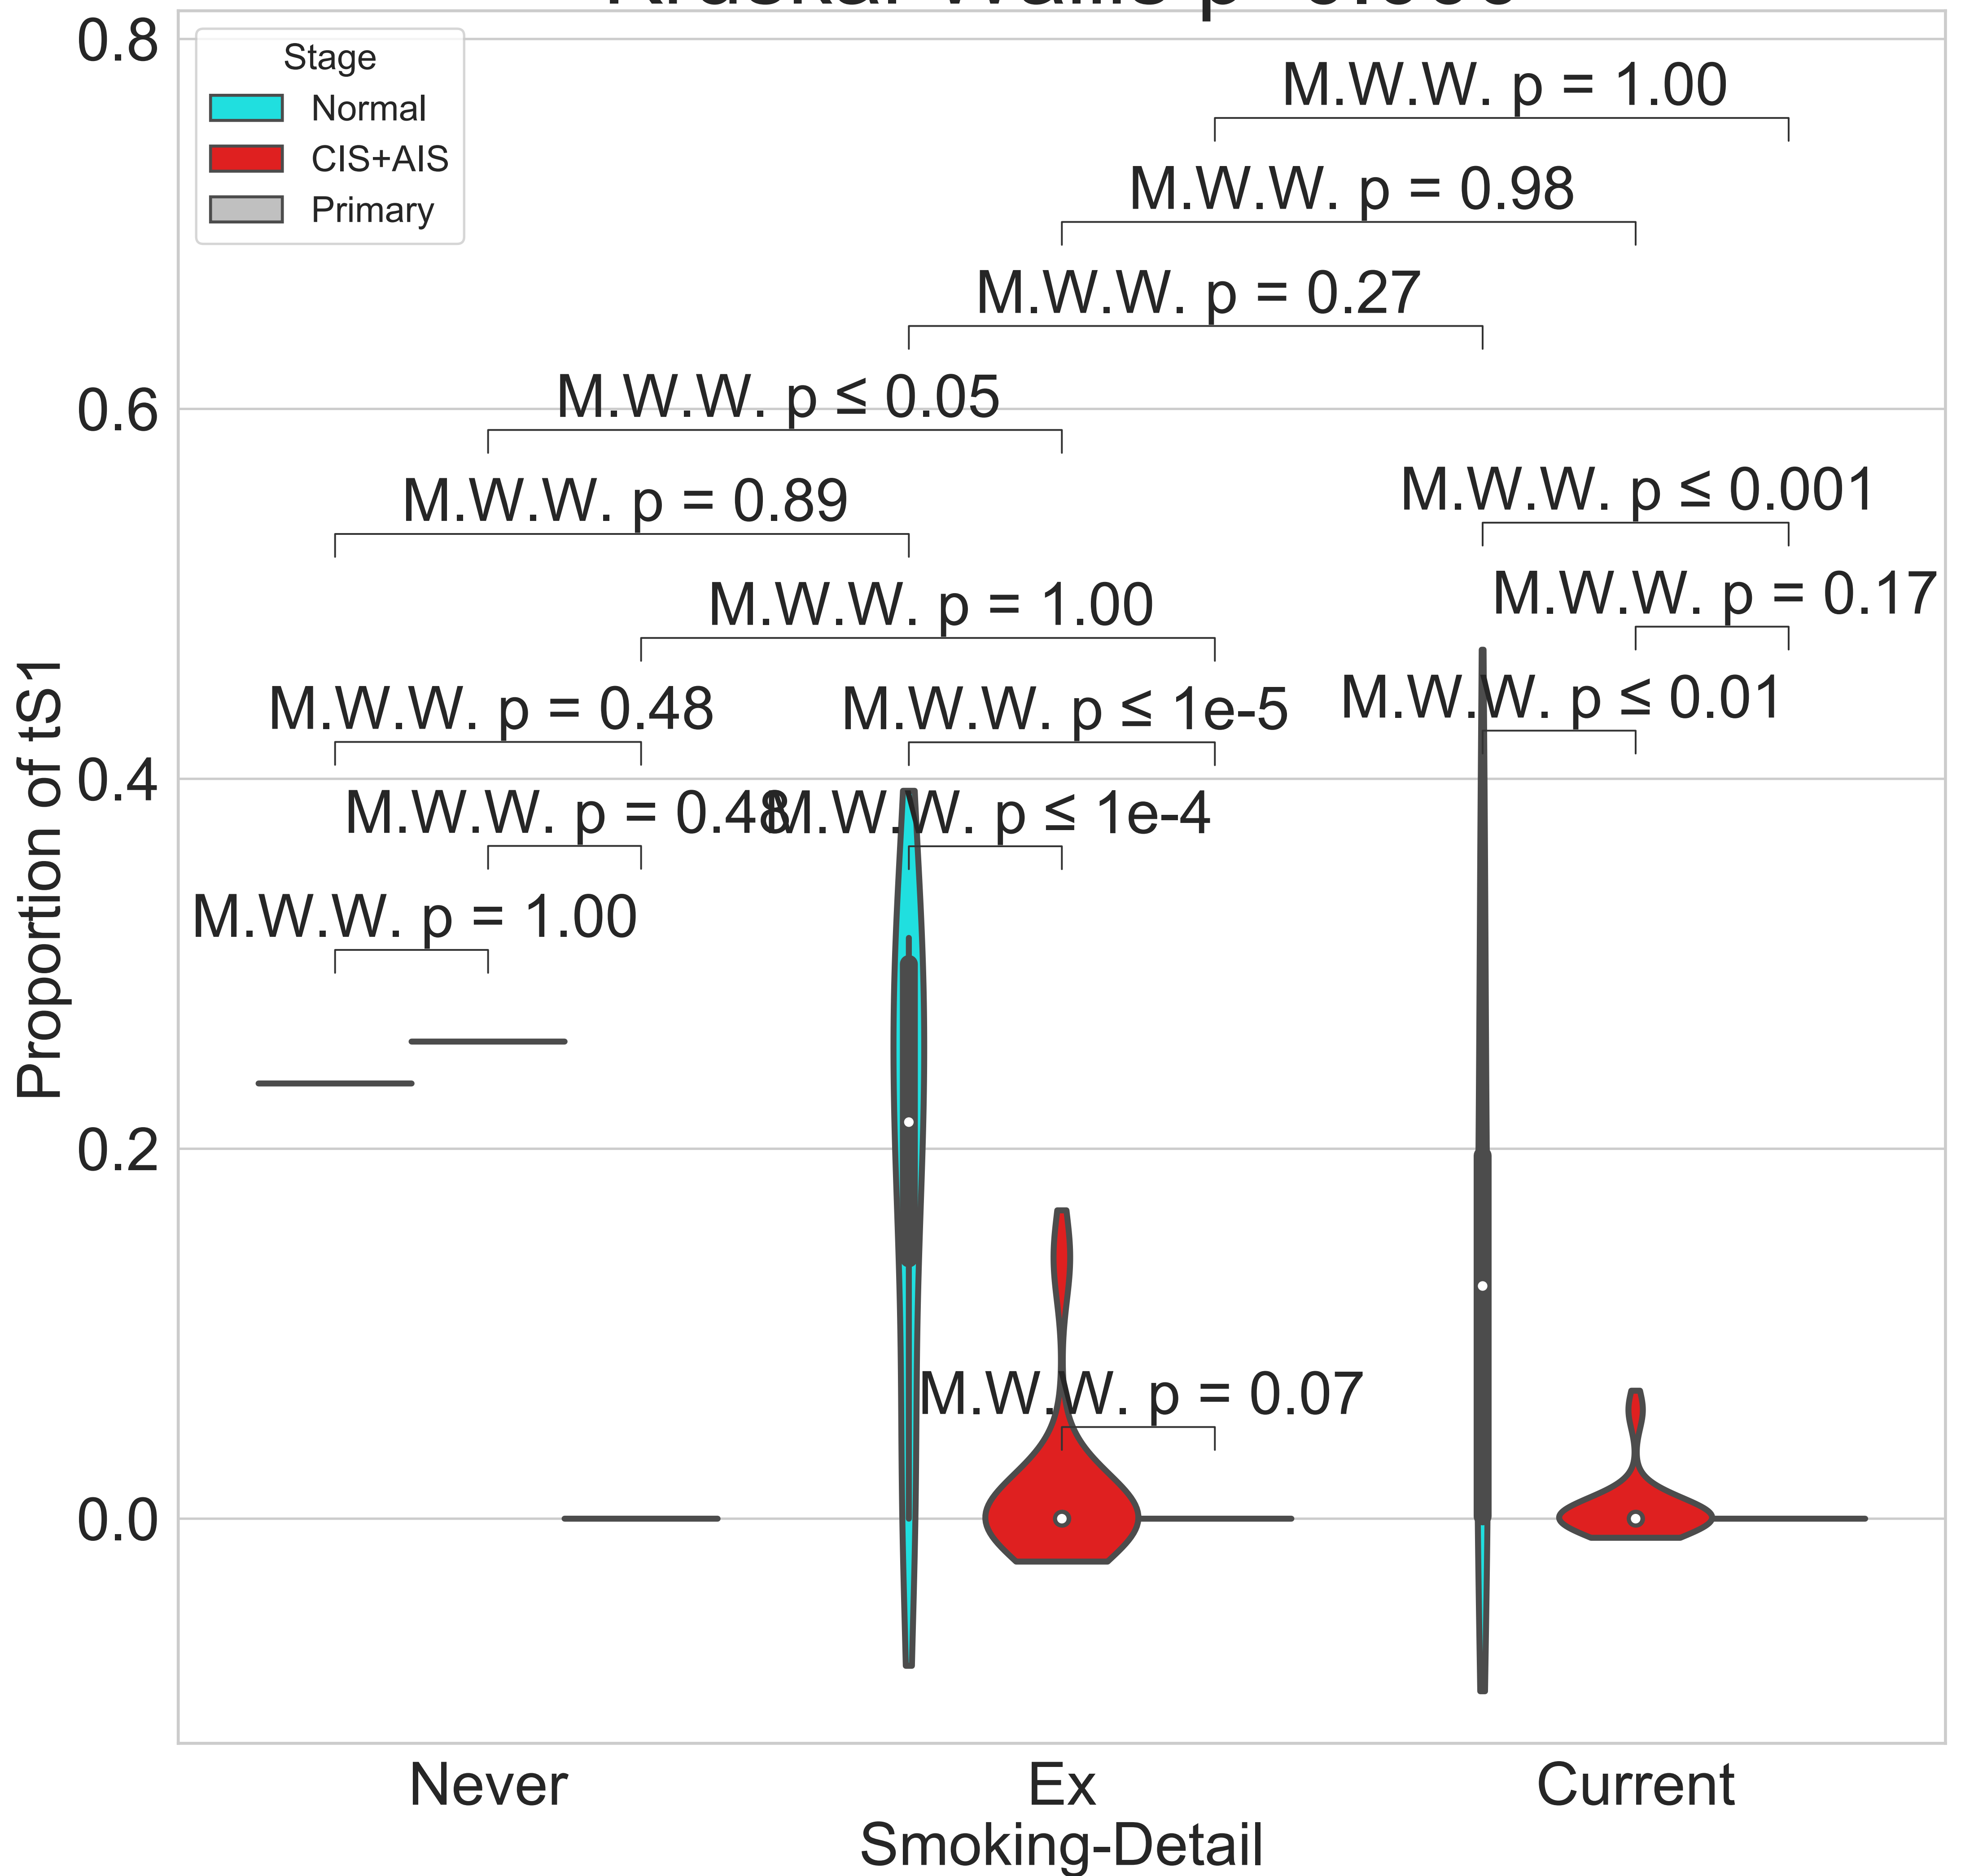 0.8
0.6
0.4
0.2
0.0
Proportion of tS1
Stage
Normal
CIS+AIS
Primary
M.W.W. p = 1.00
M.W.W. p = 0.98
M.W.W. p = 0.27
M.W.W. p ≤ 0.05
M.W.W. p = 0.89
M.W.W. p ≤ 0.001
M.W.W. p = 1.00
M.W.W. p = 0.17
M.W.W. p = 0.48
M.W.W. p ≤ 1e-5
M.W.W. p ≤ 0.01
M.W.W. p = 0.48
M.W.W. p ≤ 1e-4
M.W.W. p = 1.00
M.W.W. p = 0.07
Never
Ex
Current
Smoking-Detail